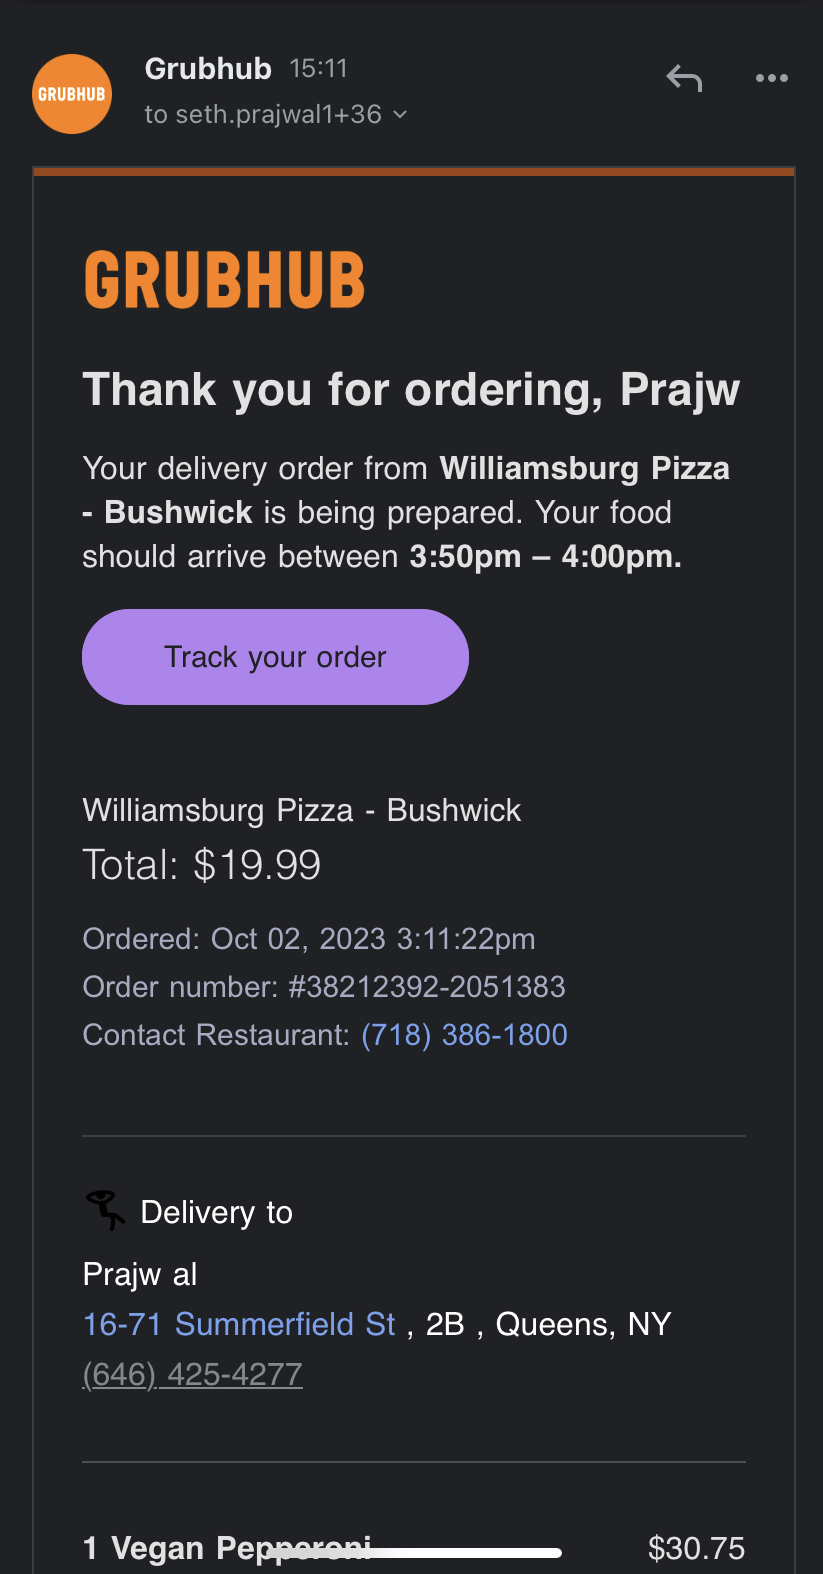 GRUBHUB
Grubhub 15:11
to seth.prajwal1+36
GRUBHUB
Thank you for ordering, Prajw
Your delivery order from Williamsburg Pizza
- Bushwick is being prepared. Your food
should arrive between 3:50pm – 4:00pm.
Track your order
Williamsburg Pizza - Bushwick
Total: $19.99
Ordered: Oct 02, 2023 3:11:22pm
Order number: #38212392-2051383
Contact Restaurant: (718) 386-1800
Delivery to
Prajw al
16-71 Summerfield St , 2B , Queens, NY
(646) 425-4277
1 Vegan Pepperoni $30.75